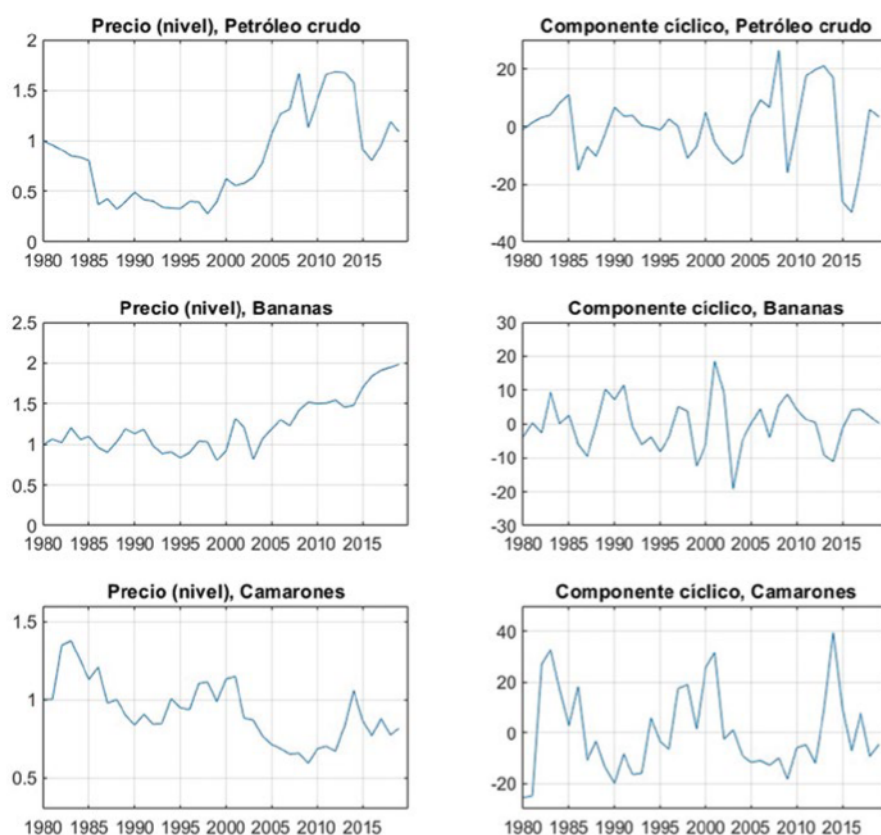 Precio (nivel), Petróleo crudo
2
1.5
1
0.5
0
1980 1985 1990 1995 2000 2005 2010 2015
Componente cíclico, Petróleo crudo
20
0
-20
-40
1980 1985 1990 1995 2000 2005 2010 2015
Precio (nivel), Bananas
2.5
2
1.5
1
0.5
0
1980 1985 1990 1995 2000 2005 2010 2015
Componente cíclico, Bananas
30
20
10
0
-10
-20
-30
1980 1985 1990 1995 2000 2005 2010 2015
Precio (nivel), Camarones
1.5
1
0.5
1980 1985 1990 1995 2000 2005 2010 2015
Componente cíclico, Camarones
40
20
0
-20
1980 1985 1990 1995 2000 2005 2010 2015